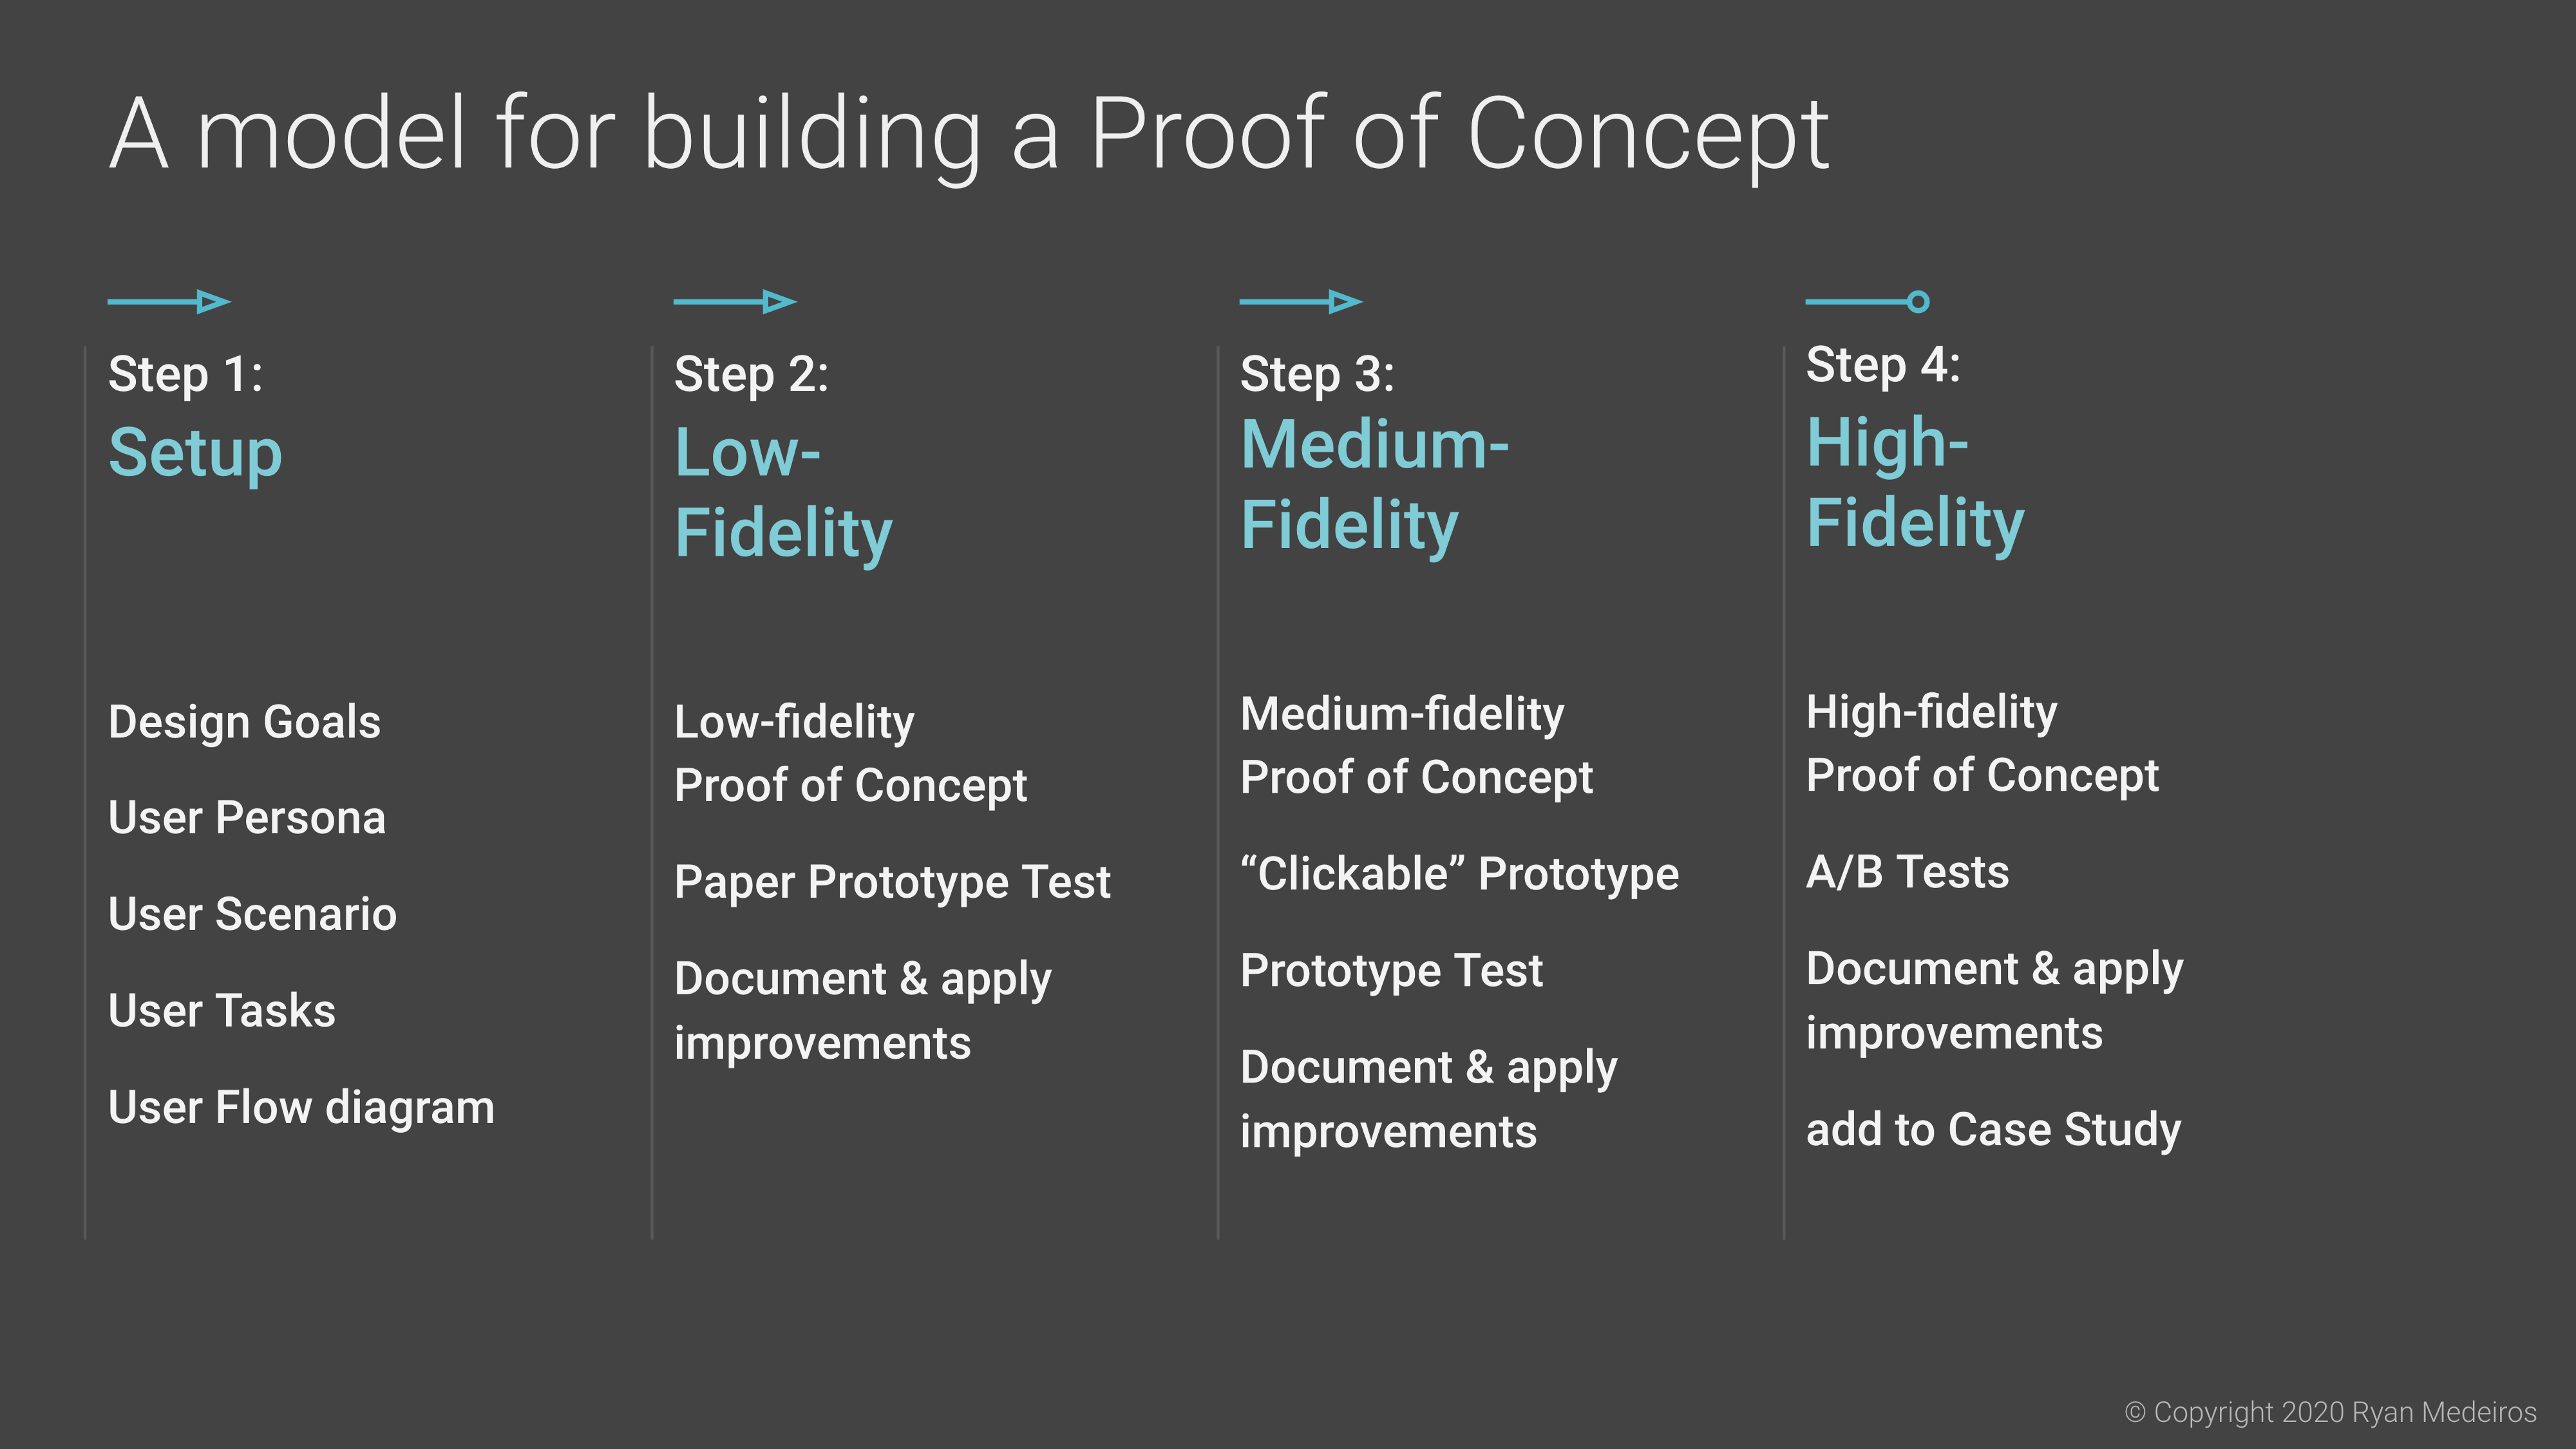 A model for building a Proof of Concept
Step 1:
Setup
Design Goals
User Persona
User Scenario
User Tasks
User Flow diagram
Step 2:
Low-
Fidelity
Low-fidelity
Proof of Concept
Paper Prototype Test
Document & apply
improvements
Step 3:
Medium-
Fidelity
Medium-fidelity
Proof of Concept
“Clickable” Prototype
Prototype Test
Document & apply
improvements
Step 4:
High-
Fidelity
High-fidelity
Proof of Concept
A/B Tests
Document & apply
improvements
add to Case Study
© Copyright 2020 Ryan Medeiros